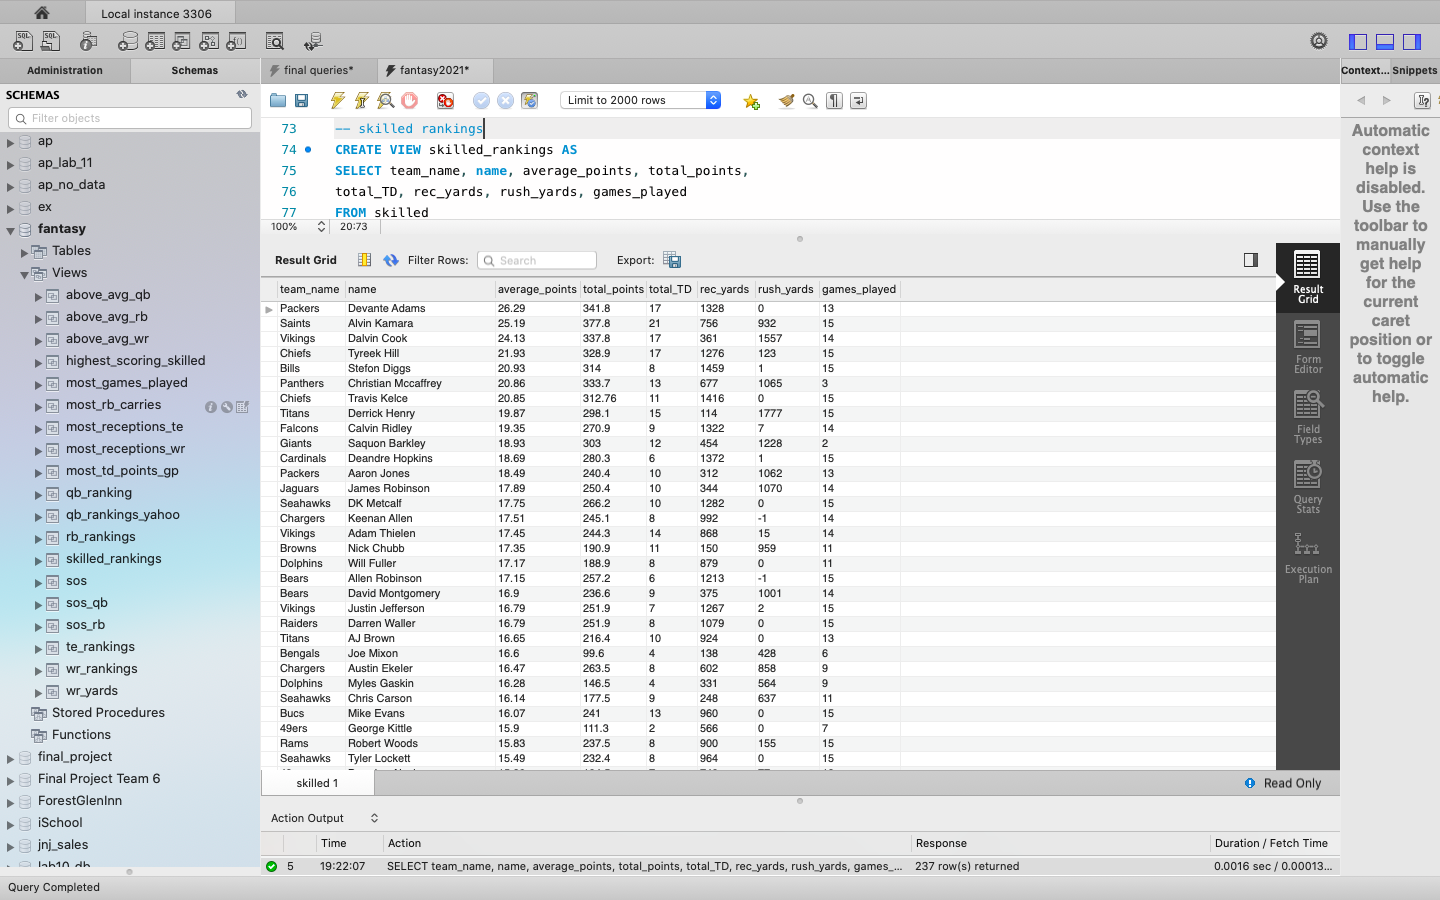 Local instance 3306
Administration
Schemas
final queries*
fantasy2021*
Context...
Snippets
SCHEMAS
Filter objects
ap
ap_lab_11
ap_no_data
ex
fantasy
Tables
Views
above_avg_qb
above_avg_rb
above_avg_wr
highest_scoring_skilled
most_games_played
most_rb_carries
most_receptions_te
most_receptions_wr
most_td_points_gp
qb_ranking
qb_rankings_yahoo
rb_rankings
skilled_rankings
sos
sos_qb
sos_rb
te_rankings
wr_rankings
wr_yards
Stored Procedures
Functions
final_project
Final Project Team 6
ForestGlenInn
iSchool
jnj_sales
lab10_db
Limit to 2000 rows
73 -- skilled rankings
74 CREATE VIEW skilled_rankings AS
75 SELECT team_name, name, average_points, total_points,
76 total_TD, rec_yards, rush_yards, games_played
77 FROM skilled
100% 20:73
Result Grid Filter Rows: Search Export:
team_name name average_points total_points total_TD rec_yards rush_yards games_played
Packers Devante Adams 26.29 341.8 17 1328 0 13
Saints Alvin Kamara 25.19 377.8 21 756 932 15
Vikings Dalvin Cook 24.13 337.8 17 361 1557 14
Chiefs Tyreek Hill 21.93 328.9 17 1276 123 15
Bills Stefon Diggs 20.93 314 8 1459 1 15
Panthers Christian Mccaffrey 20.86 333.7 13 677 1065 3
Chiefs Travis Kelce 20.85 312.76 11 1416 0 15
Titans Derrick Henry 19.87 298.1 15 114 1777 15
Falcons Calvin Ridley 19.35 270.9 9 1322 7 14
Giants Saquon Barkley 18.93 303 12 454 1228 2
Cardinals Deandre Hopkins 18.69 280.3 6 1372 1 15
Packers Aaron Jones 18.49 240.4 10 312 1062 13
Jaguars James Robinson 17.89 250.4 10 344 1070 14
Seahawks DK Metcalf 17.75 266.2 10 1282 0 15
Chargers Keenan Allen 17.51 245.1 8 992 -1 14
Vikings Adam Thielen 17.45 244.3 14 868 15 14
Browns Nick Chubb 17.35 190.9 11 150 959 11
Dolphins Will Fuller 17.17 188.9 8 879 0 11
Bears Allen Robinson 17.15 257.2 6 1213 -1 15
Bears David Montgomery 16.9 236.6 9 375 1001 14
Vikings Justin Jefferson 16.79 251.9 7 1267 2 15
Raiders Darren Waller 16.79 251.9 8 1079 0 15
Titans AJ Brown 16.65 216.4 10 924 0 13
Bengals Joe Mixon 16.6 99.6 4 138 428 6
Chargers Austin Ekeler 16.47 263.5 8 602 858 9
Dolphins Myles Gaskin 16.28 146.5 4 331 564 9
Seahawks Chris Carson 16.14 177.5 9 248 637 11
Bucs Mike Evans 16.07 241 13 960 0 15
49ers George Kittle 15.9 111.3 2 566 0 7
Rams Robert Woods 15.83 237.5 8 900 155 15
Seahawks Tyler Lockett 15.49 232.4 8 964 0 15
Result Grid
Form Editor
Field Types
Query Stats
Execution Plan
Automatic
context
help is
disabled.
Use the
toolbar to
manually
get help
for the
current
caret
position or
to toggle
automatic
help.
skilled 1
Read Only
Action Output
Time Action Response Duration / Fetch Time
5 19:22:07 SELECT team_name, name, average_points, total_points, total_TD, rec_yards, rush_yards, games_... 237 row(s) returned 0.0016 sec / 0.00013...
Query Completed